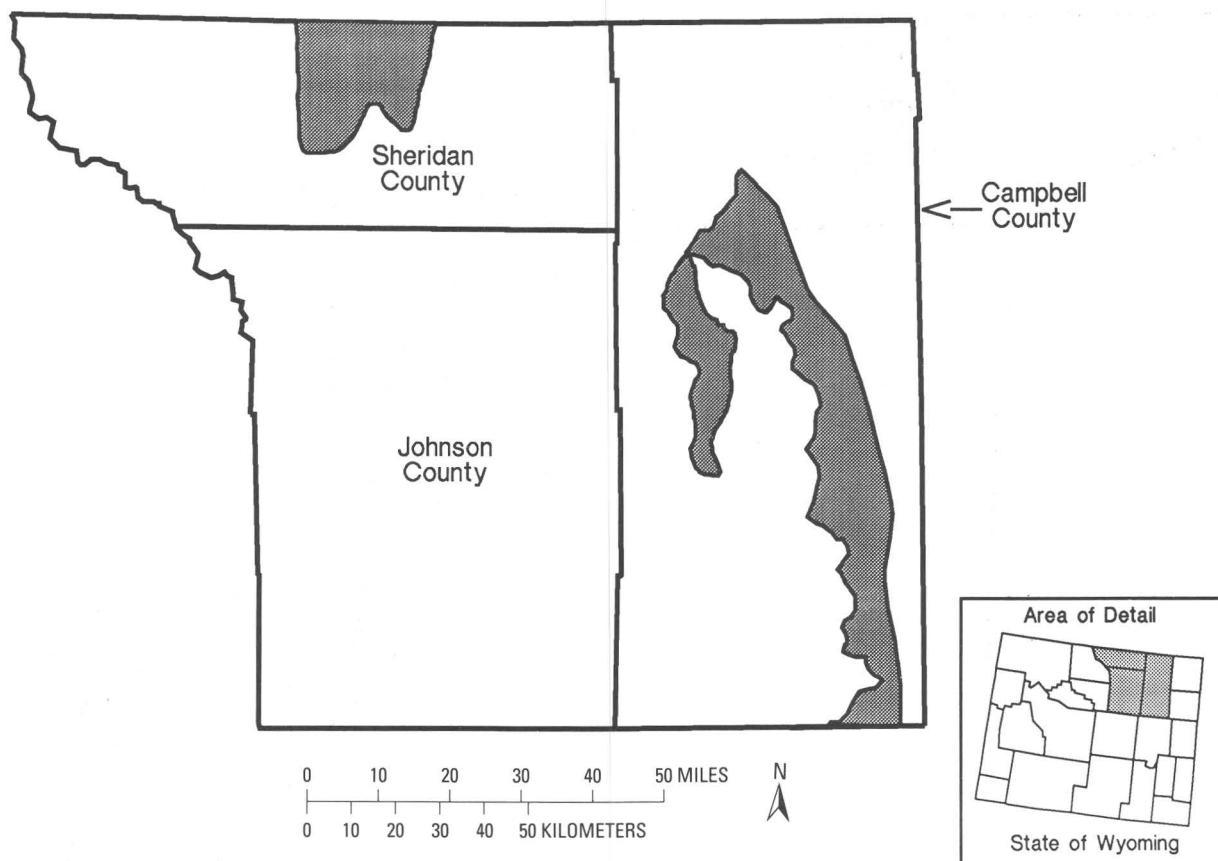 Sheridan
County
Campbell
County
Johnson
County
Area of Detail
0 10 20 30 40 50 MILES
0 10 20 30 40 50 KILOMETERS
N
State of Wyoming